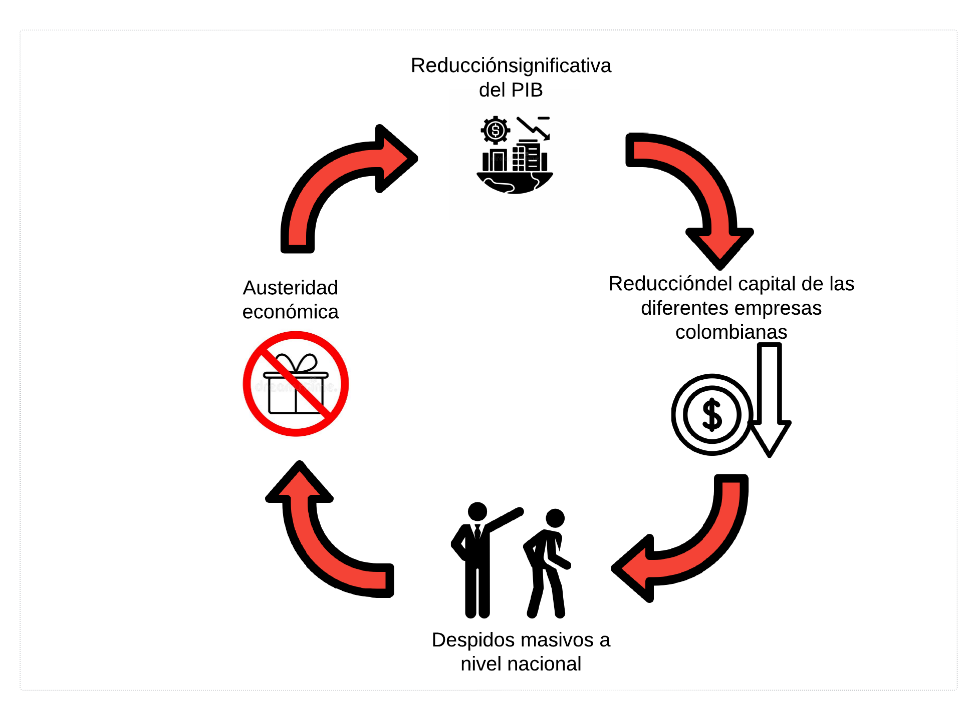 Reducciónsignificativa
del PIB
Reduccióndel capital de las
diferentes empresas
colombianas
$
Despidos masivos a
nivel nacional
Austeridad
económica